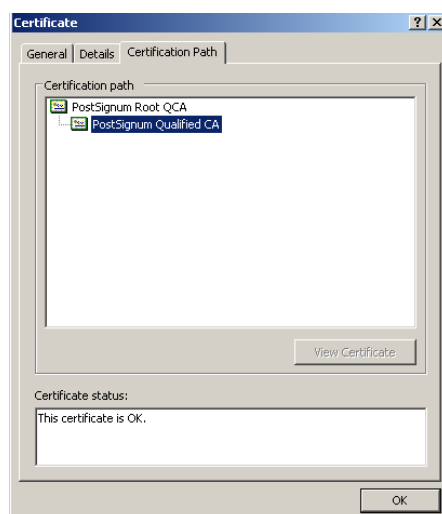 Certificate
General Details Certification Path
Certification path
PostSignum Root QCA
PostSignum Qualified CA
View Certificate
Certificate status:
This certificate is OK.
OK